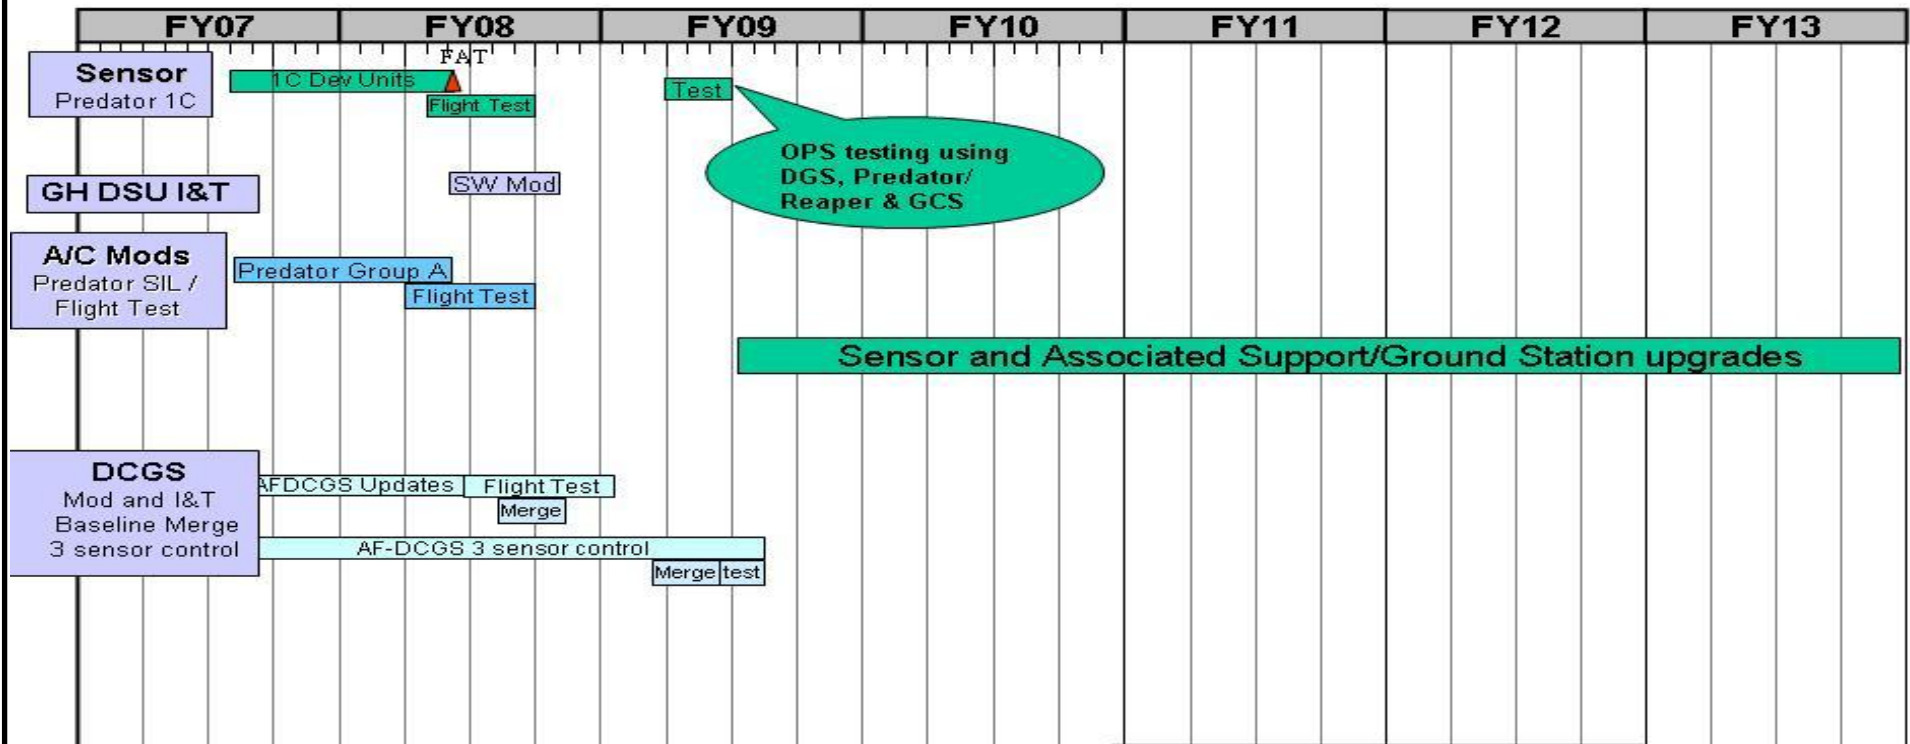 FY07 FY08 FY09 FY10 FY11 FY12 FY13
FAT
Sensor
Predator 1C
1C Dev Units
Flight Test
Test
OPS testing using
DGS, Predator/
Reaper & GCS
GH DSU I&T
SW Mod
A/C Mods
Predator SIL /
Flight Test
Predator Group A
Flight Test
Sensor and Associated Support/Ground Station upgrades
DCGS
Mod and I&T
Baseline Merge
3 sensor control
AFDCGS Updates
Flight Test
Merge
AF-DCGS 3 sensor control
Merge test